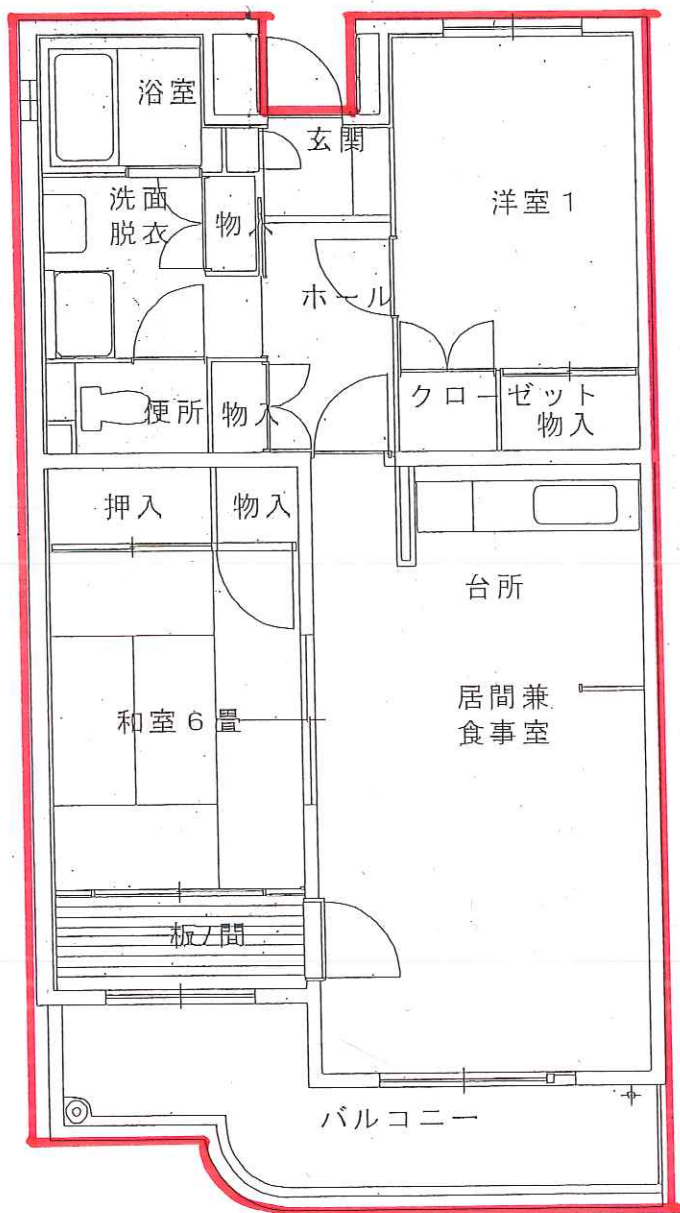 浴室
玄関
洋室1
洗面
脱衣
物入
ホール
便所
物入
クローゼット
物入
押入
物入
台所
居間兼
食事室
和室6畳
板ノ間
バルコニー